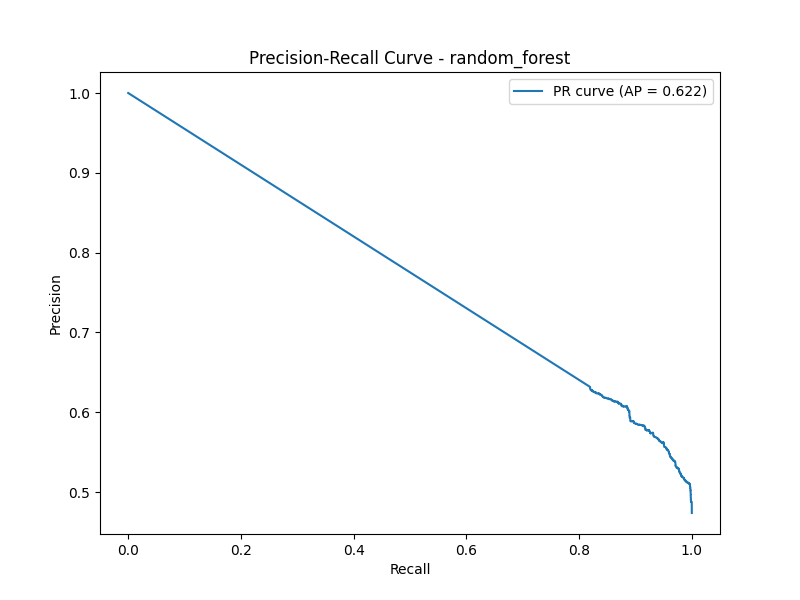 Precision-Recall Curve - random_forest
PR curve (AP = 0.622)
1.0
0.9
0.8
0.7
0.6
0.5
Precision
0.0 0.2 0.4 0.6 0.8 1.0
Recall